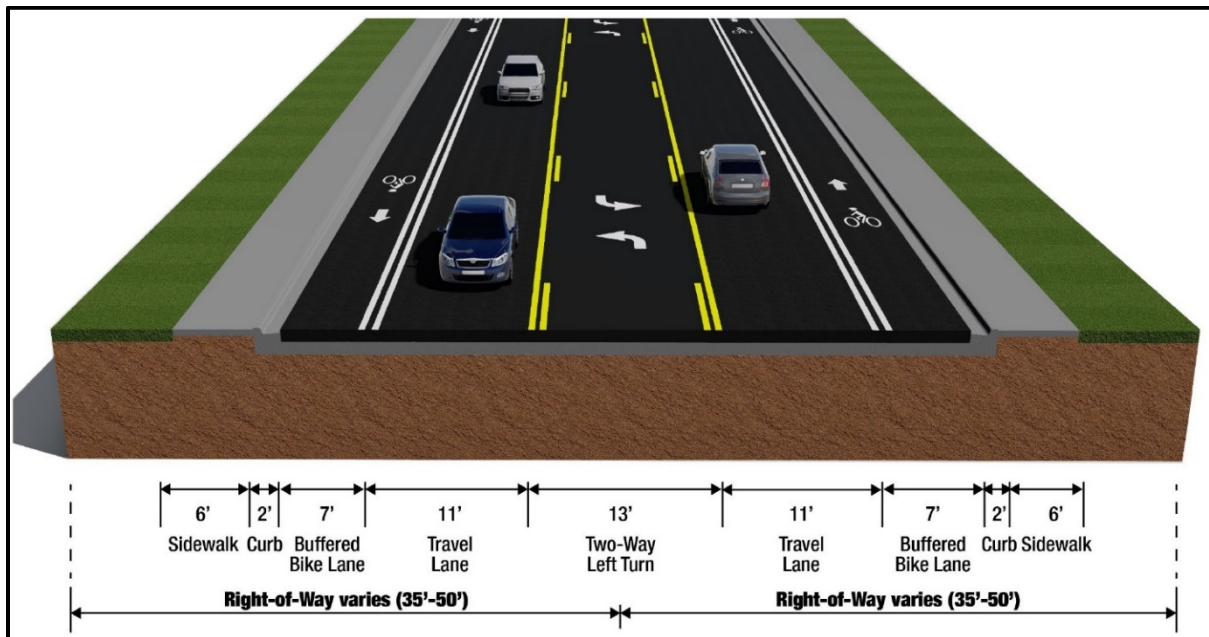 6' 2' 7' 11' 13' 11' 7' 2' 6'
Sidewalk Curb Buffered Travel Two-Way Travel Buffered Curb Sidewalk
Bike Lane Lane Left Turn Lane Bike Lane
Right-of-Way varies (35'-50') Right-of-Way varies (35'-50')